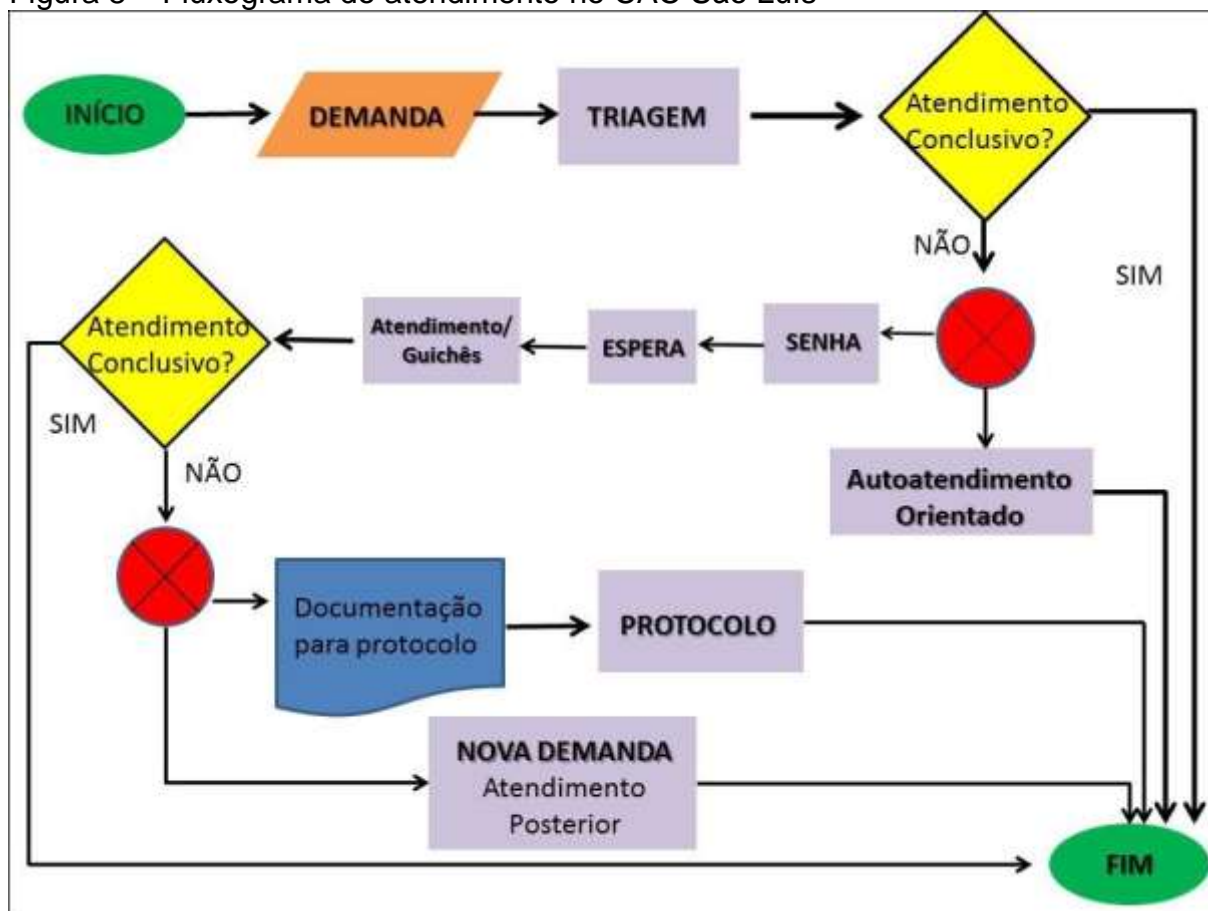 INÍCIO
DEMANDA
TRIAGEM
Atendimento
Conclusivo?
NÃO
SIM
Atendimento
Conclusivo?
Atendimento/
Guichês
ESPERA
SENHA
SIM
NÃO
Autoatendimento
Orientado
Documentação
para protocolo
PROTOCOLO
NOVA DEMANDA
Atendimento
Posterior
FIM